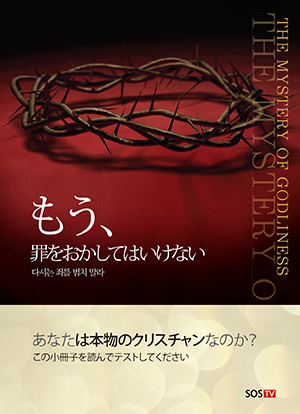 THE MYSTERY OF GODLINESS
THE MYSTERY O
もう、
罪をおかしてはいけない
다시는 죄를 범치 말라
あなたは本物のクリスチャンなのか?
この小冊子を読んでテストしてください
SOSTV